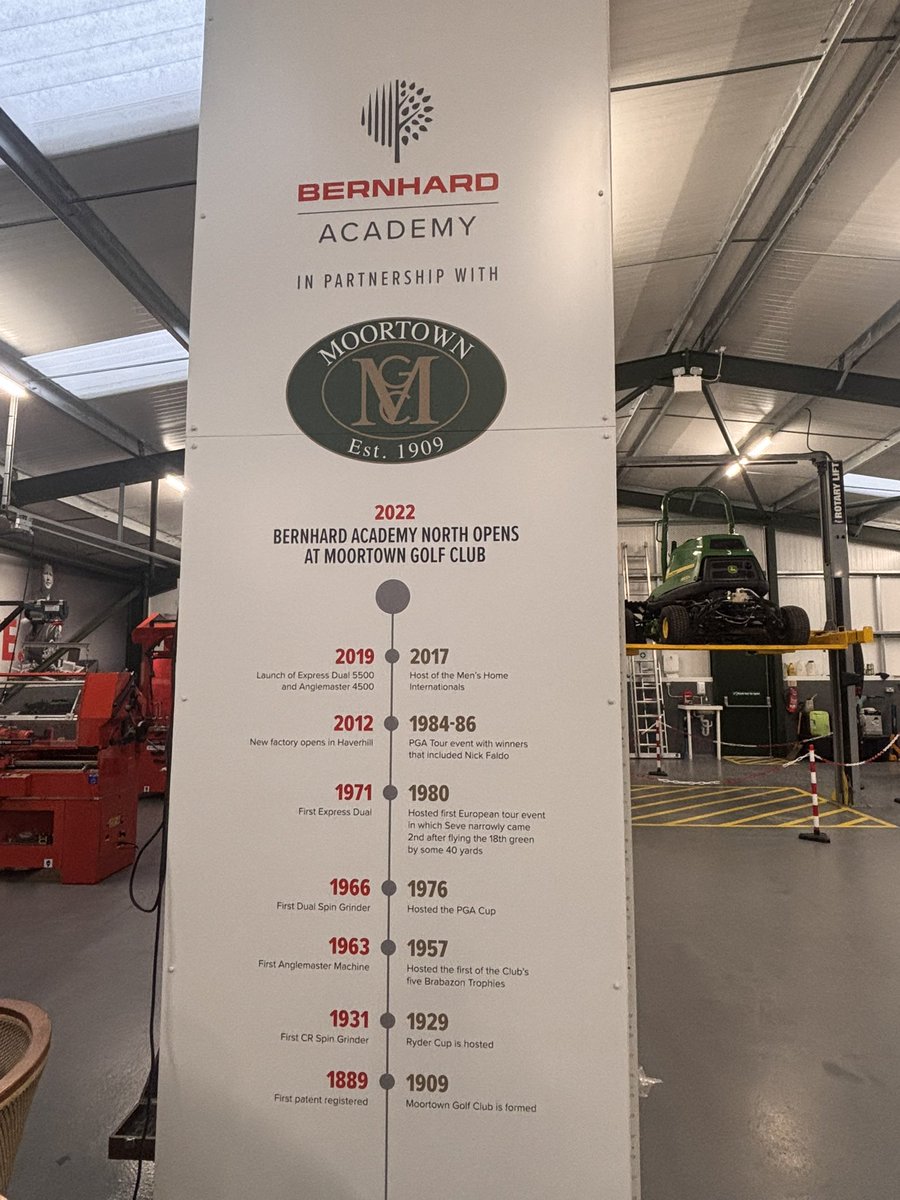 BERNHARD
ACADEMY
IN PARTNERSHIP WITH
MOORTOWN
MGC
Est. 1909
2022
BERNHARD ACADEMY NORTH OPENS
AT MOORTOWN GOLF CLUB
2019
Launch of Express Dual 5500
and Anglemaster 4500
2017
Host of the Men's Home
Internationals
2012
New factory opens in Haverhill
1984-86
PGA Tour event with winners
that included Nick Faldo
1971
First Express Dual
1980
Hosted first European tour event
in which Seve narrowly came
2nd after flying the 18th green
by some 40 yards
1966
First Dual Spin Grinder
1976
Hosted the PGA Cup
1963
First Anglemaster Machine
1957
Hosted the first of the Club's
five Brabazon Trophies
1931
First CR Spin Grinder
1929
Ryder Cup is hosted
1889
First patent registered
1909
Moortown Golf Club is formed
ROTARY LIFT